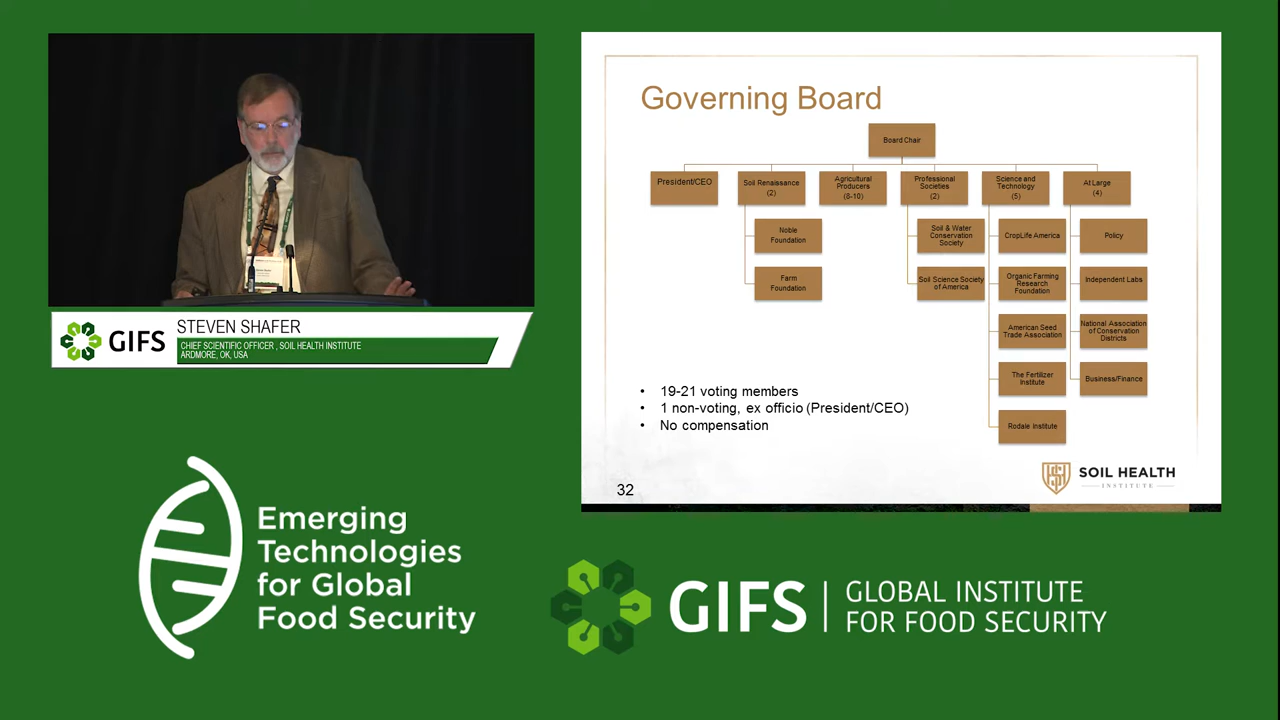 Governing Board
Board Chair
President/CEO
Soil Renaissance
(2)
Agricultural
Producers
(8-10)
Professional
Societies
(2)
Science and
Technology
(5)
At Large
(4)
Noble
Foundation
Farm
Foundation
Soil & Water
Conservation
Society
Soil Science Society
of America
CropLife America
Organic Farming
Research
Foundation
American Seed
Trade Association
The Fertilizer
Institute
Rodale Institute
Policy
Independent Labs
National Association
of Conservation
Districts
Business/Finance
• 19-21 voting members
• 1 non-voting, ex officio (President/CEO)
• No compensation
32
SOIL HEALTH
INSTITUTE
GIFS
STEVEN SHAFER
CHIEF SCIENTIFIC OFFICER , SOIL HEALTH INSTITUTE
ARDMORE, OK, USA
Emerging
Technologies
for Global
Food Security
GIFS
GLOBAL INSTITUTE
FOR FOOD SECURITY